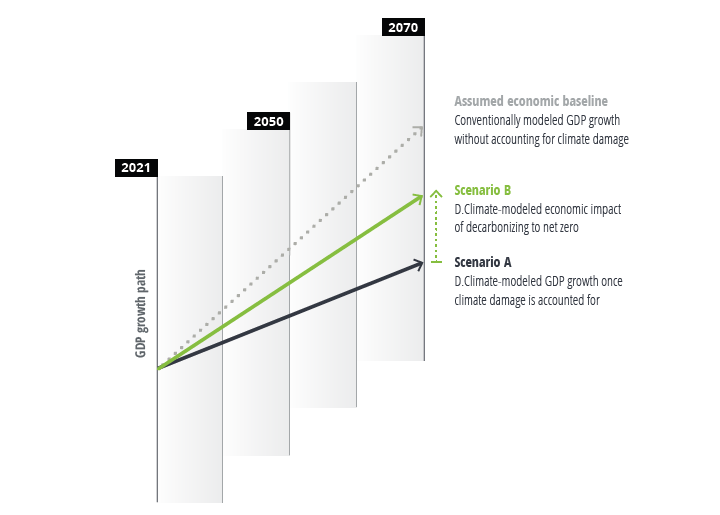 2070
2050
2021
GDP growth path
Assumed economic baseline
Conventionally modeled GDP growth
without accounting for climate damage
Scenario B
D.Climate-modeled economic impact
of decarbonizing to net zero
Scenario A
D.Climate-modeled GDP growth once
climate damage is accounted for